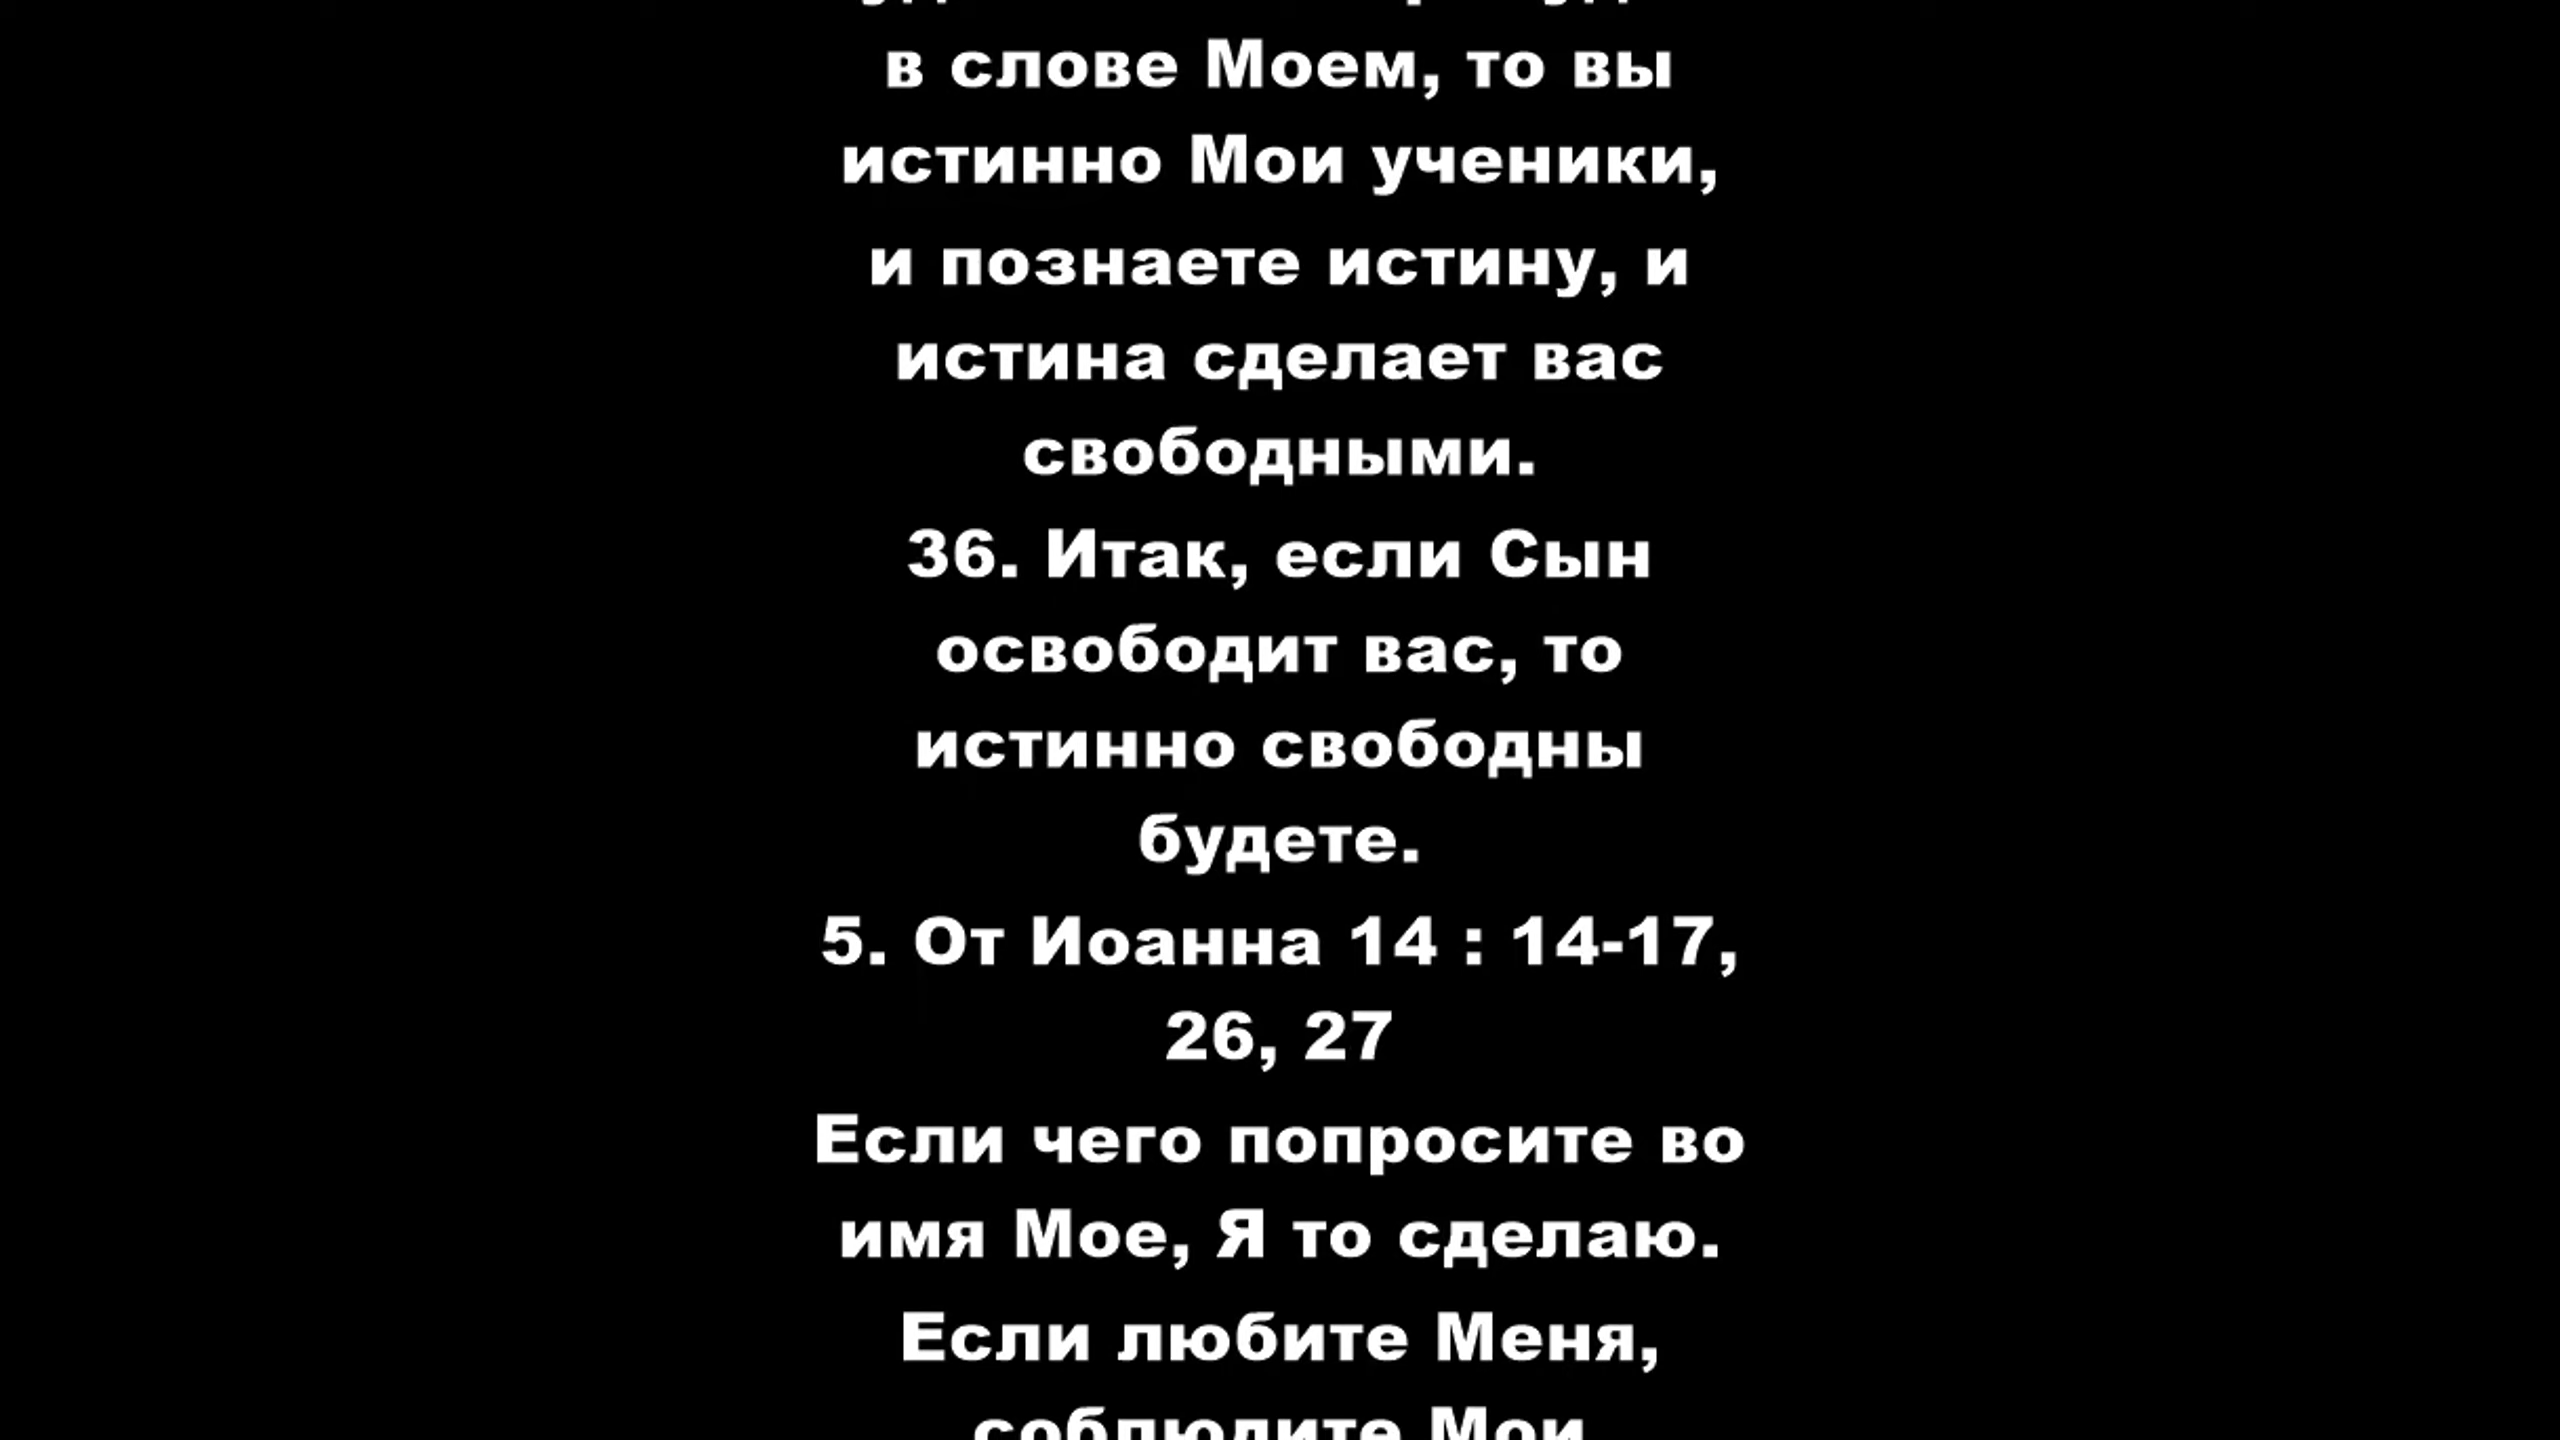 в слове Моем, то вы
истинно Мои ученики,
и познаете истину, и
истина сделает вас
свободными.
36. Итак, если Сын
освободит вас, то
истинно свободны
будете.
5. От Иоанна 14 : 14-17,
26, 27
Если чего попросите во
имя Мое, Я то сделаю.
Если любите Меня,
соблюдите Мои